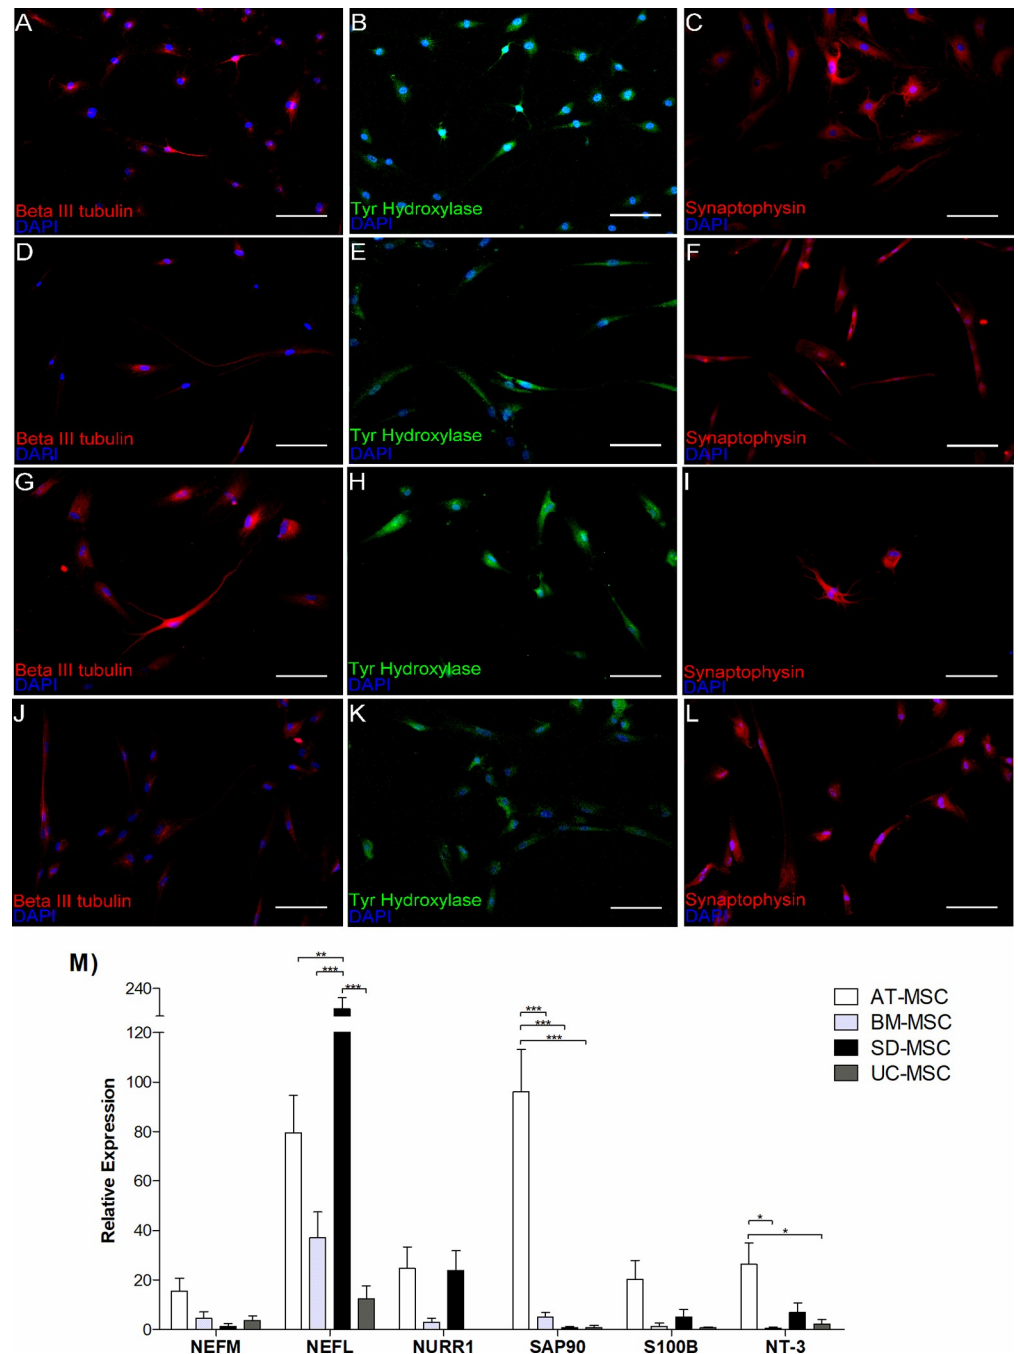 A
Beta III tubulin
DAPI
B
Tyr Hydroxylase
DAPI
C
Synaptophysin
DAPI
D
Beta III tubulin
DAPI
E
Tyr Hydroxylase
DAPI
F
Synaptophysin
DAPI
G
Beta III tubulin
DAPI
H
Tyr Hydroxylase
DAPI
I
Synaptophysin
DAPI
J
Beta III tubulin
DAPI
K
Tyr Hydroxylase
DAPI
L
Synaptophysin
DAPI
M)
Relative Expression
240
120
100
80
60
40
20
0
**
***
***
***
***
***
*
*
AT-MSC
BM-MSC
SD-MSC
UC-MSC
NEFM NEFL NURR1 SAP90 S100B NT-3